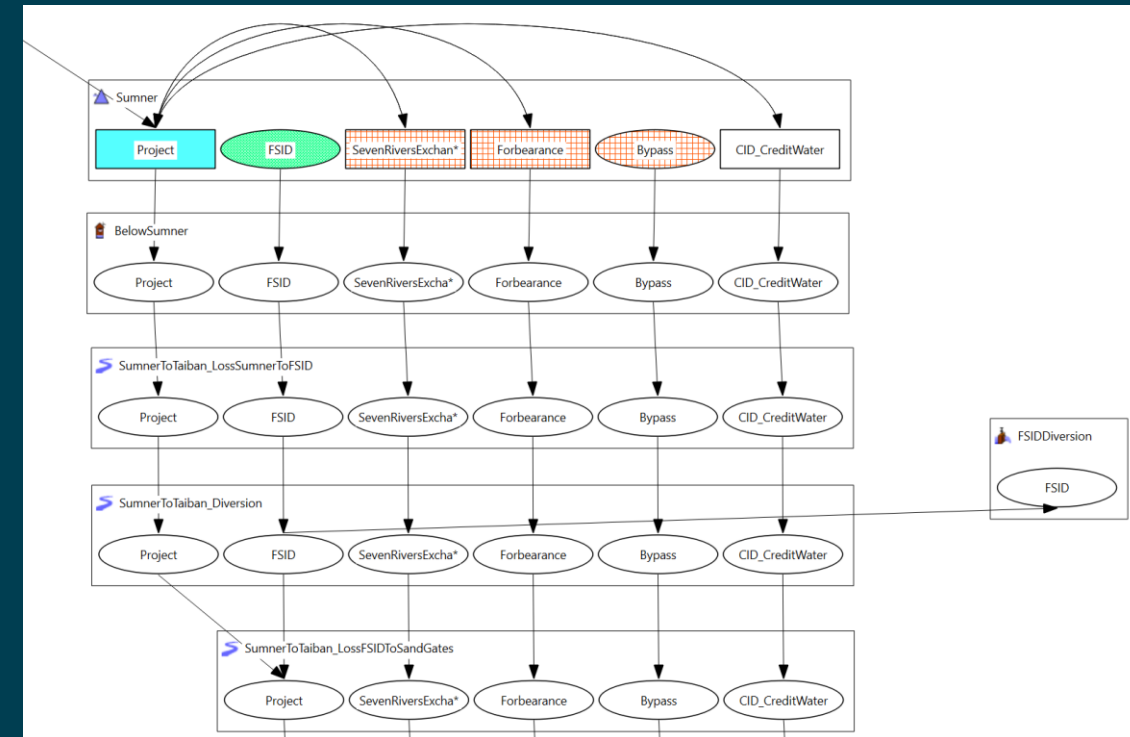 Sumner
Project FSID SevenRiversExchan* Forbearance Bypass CID_CreditWater
BelowSumner
Project FSID SevenRiversExcha* Forbearance Bypass CID_CreditWater
SumnerToTaiban_LossSumnerToFSID
Project FSID SevenRiversExcha* Forbearance Bypass CID_CreditWater
FSIDDiversion
FSID
SumnerToTaiban_Diversion
Project FSID SevenRiversExcha* Forbearance Bypass CID_CreditWater
SumnerToTaiban_LossFSIDToSandGates
Project SevenRiversExcha* Forbearance Bypass CID_CreditWater